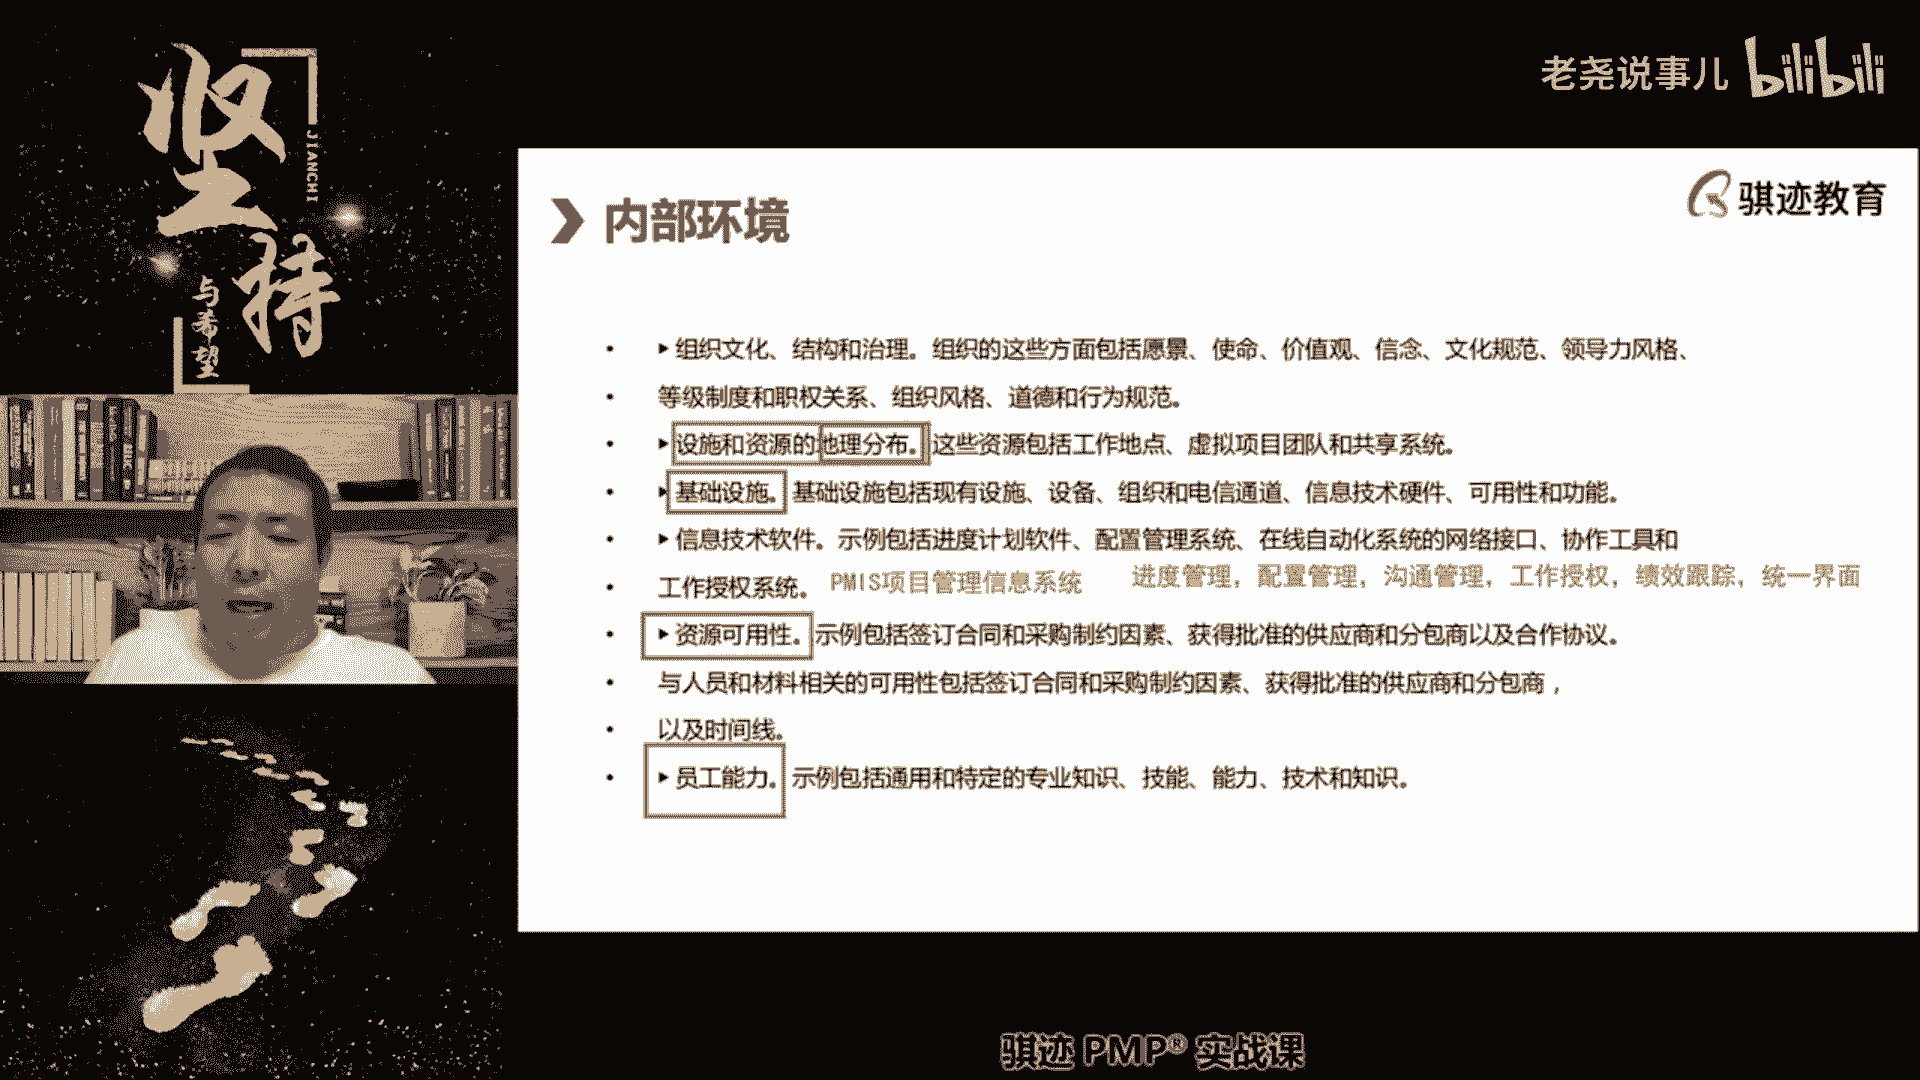 坚持
JIANCHI
与希望
老尧说事儿 bilibili
骐迹教育
内部环境
• ▶组织文化、结构和治理。组织的这些方面包括愿景、使命、价值观、信念、文化规范、领导力风格、
• 等级制度和职权关系、组织风格、道德和行为规范。
• ▶设施和资源的地理分布。这些资源包括工作地点、虚拟项目团队和共享系统。
• ▶基础设施。基础设施包括现有设施、设备、组织和电信通道、信息技术硬件、可用性和功能。
• ▶信息技术软件。示例包括进度计划软件、配置管理系统、在线自动化系统的网络接口、协作工具和
• 工作授权系统。 PMIS项目管理信息系统 进度管理，配置管理，沟通管理，工作授权，绩效跟踪，统一界面
• ▶资源可用性。示例包括签订合同和采购制约因素、获得批准的供应商和分包商以及合作协议。
• 与人员和材料相关的可用性包括签订合同和采购制约因素、获得批准的供应商和分包商，
• 以及时间线。
• ▶员工能力。示例包括通用和特定的专业知识、技能、能力、技术和知识。
骐迹 PMP® 实战课